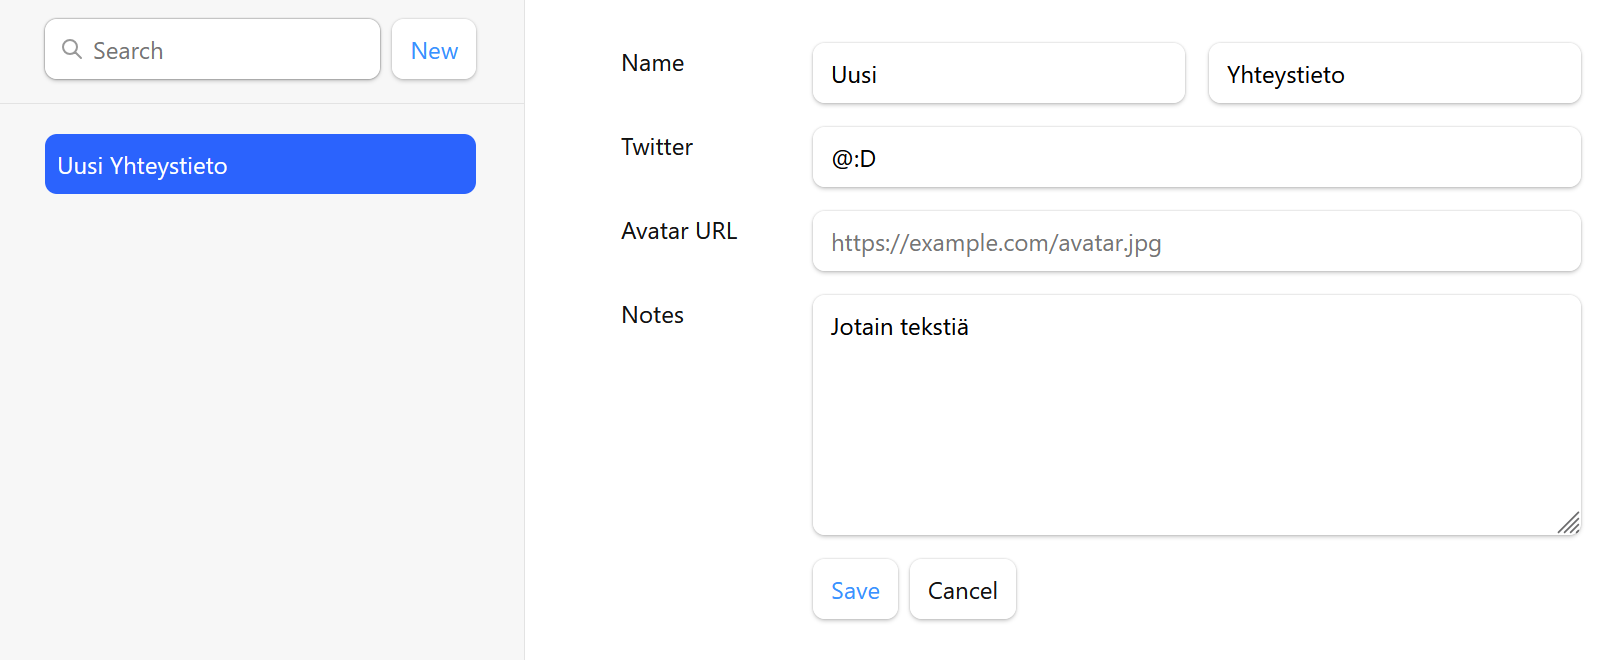 Search
New
Uusi Yhteystieto
Name
Uusi
Yhteystieto
Twitter
@:D
Avatar URL
https://example.com/avatar.jpg
Notes
Jotain tekstiä
Save
Cancel